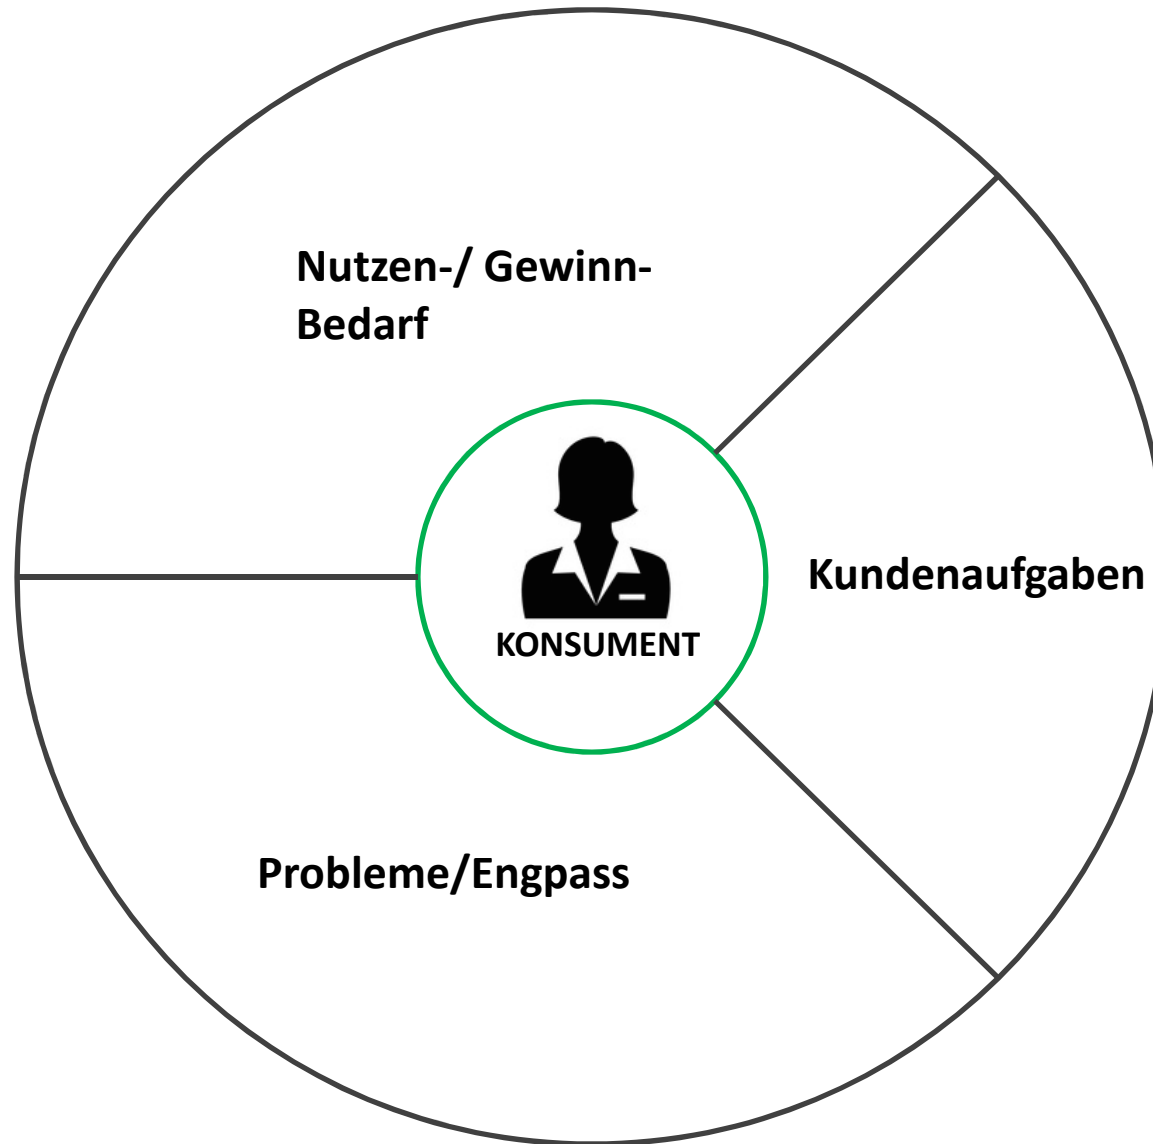 Nutzen-/ Gewinn-
Bedarf
Kundenaufgaben
KONSUMENT
Probleme/Engpass